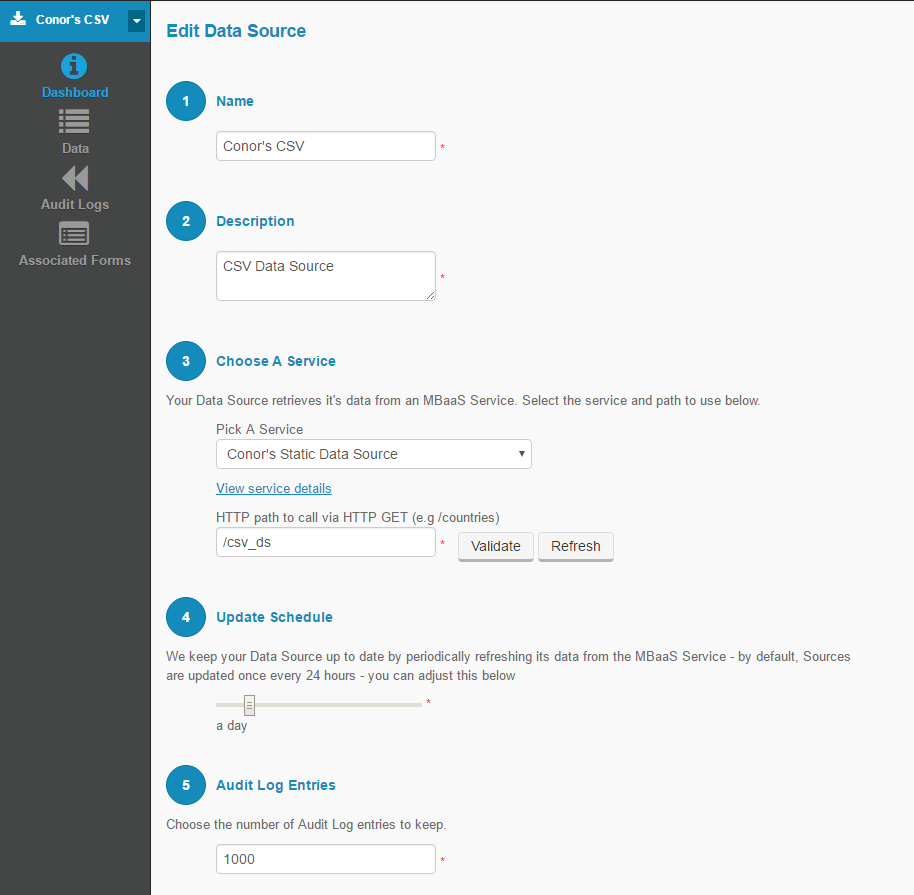 Conor's CSV
Dashboard
Data
Audit Logs
Associated Forms
Edit Data Source
1 Name
Conor's CSV *
2 Description
CSV Data Source
*
3 Choose A Service
Your Data Source retrieves it's data from an MBaaS Service. Select the service and path to use below.
Pick A Service
Conor's Static Data Source
View service details
HTTP path to call via HTTP GET (e.g /countries)
/csv_ds * Validate Refresh
4 Update Schedule
We keep your Data Source up to date by periodically refreshing its data from the MBaaS Service - by default, Sources
are updated once every 24 hours - you can adjust this below
*
a day
5 Audit Log Entries
Choose the number of Audit Log entries to keep.
1000 *